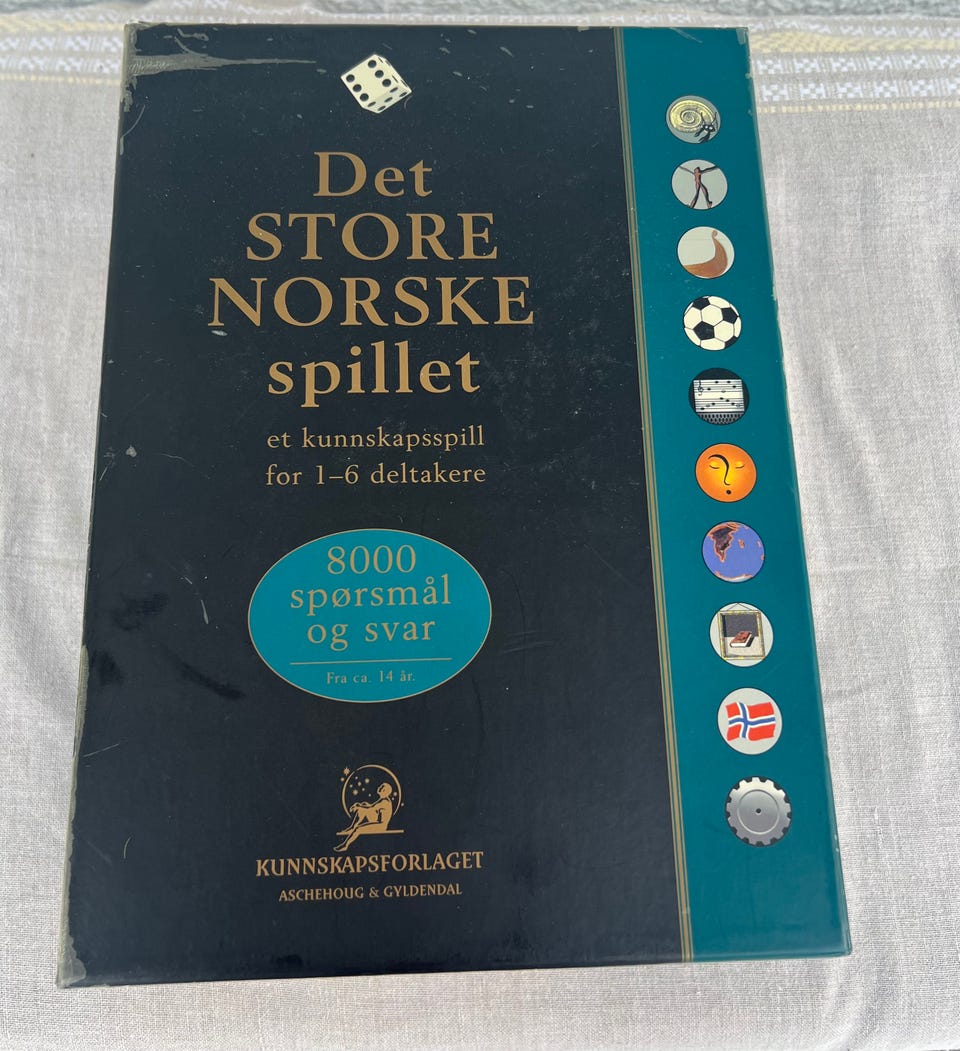 Det
STORE
NORSKE
spillet
et kunnskapsspill
for 1–6 deltakere
8000
spørsmål
og svar
Fra ca. 14 år.
KUNNSKAPSFORLAGET
ASCHEHOUG & GYLDENDAL